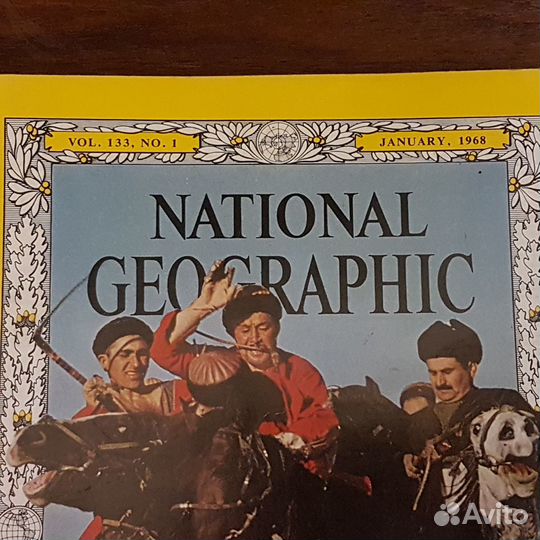 VOL. 133, NO. 1
JANUARY, 1968
NATIONAL
GEOGRAPHIC
Avito